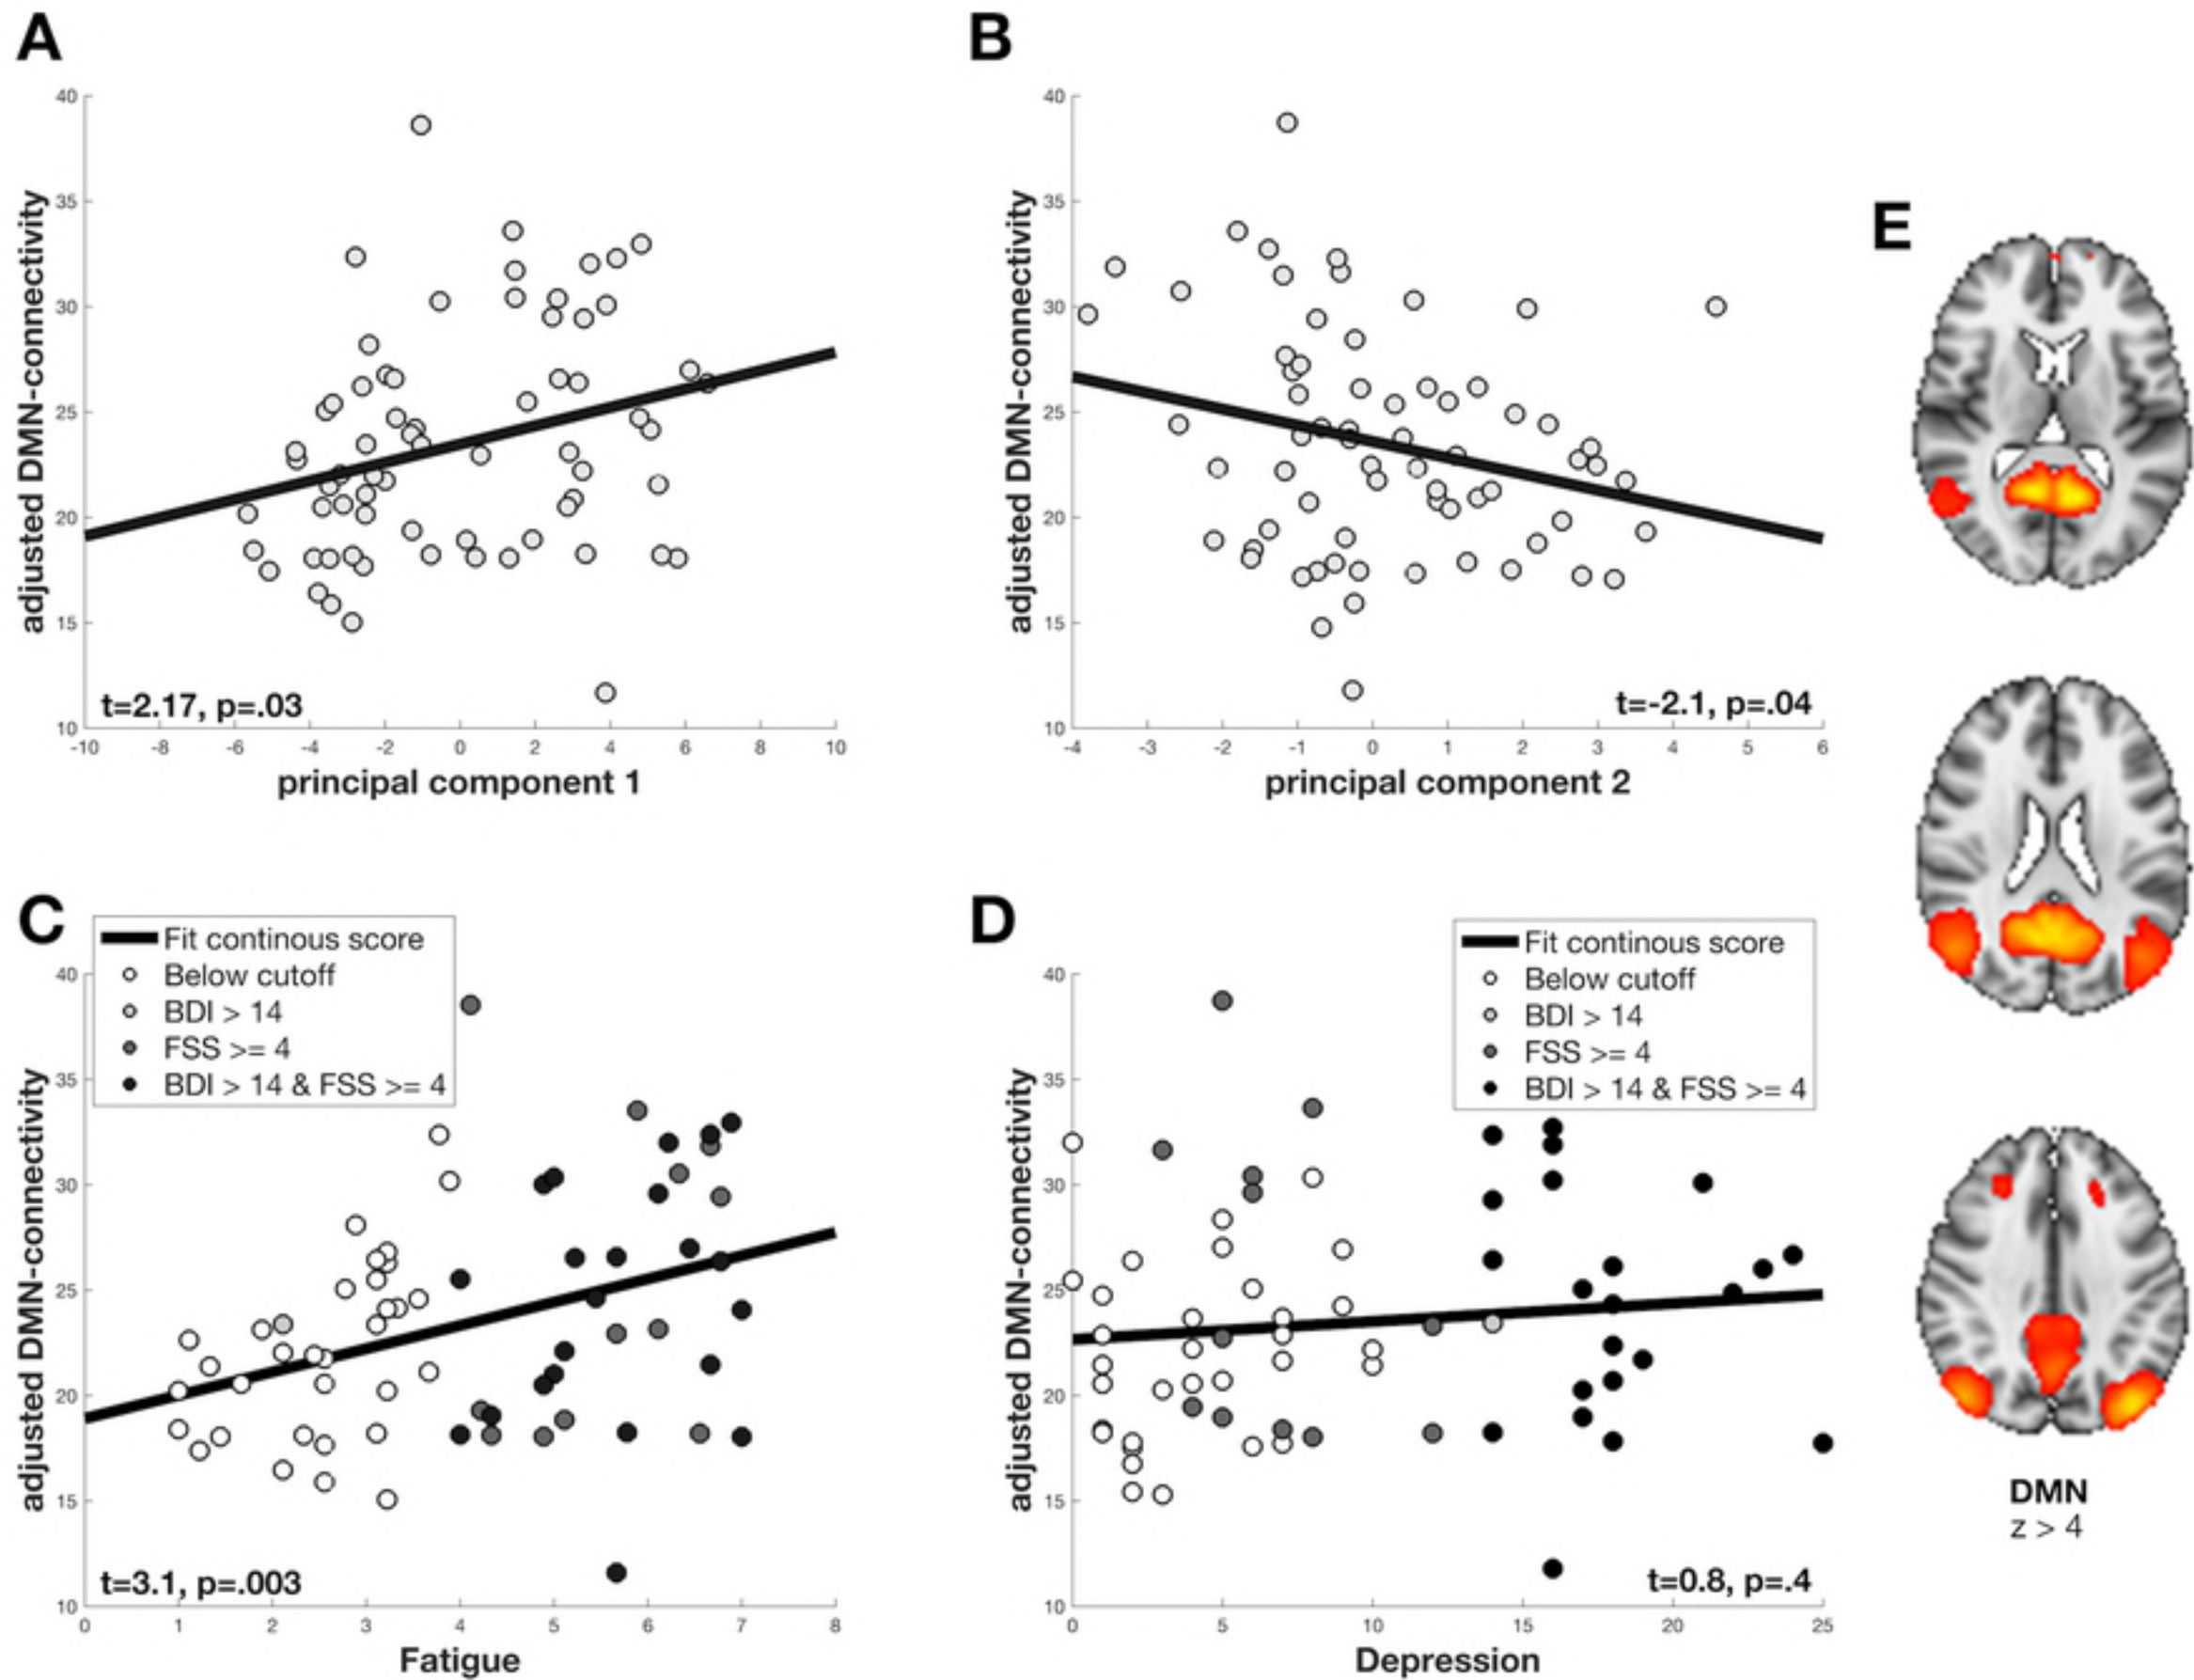 A
adjusted DMN-connectivity
40
35
30
25
20
15
10
t=2.17, p=.03
-10 -8 -6 -4 -2 0 2 4 6 8 10
principal component 1
B
adjusted DMN-connectivity
40
35
30
25
20
15
10
t=-2.1, p=.04
-4 -3 -2 -1 0 1 2 3 4 5 6
principal component 2
C
Fit continous score
Below cutoff
BDI > 14
FSS >= 4
BDI > 14 & FSS >= 4
adjusted DMN-connectivity
40
35
30
25
20
15
10
t=3.1, p=.003
0 1 2 3 4 5 6 7 8
Fatigue
D
Fit continous score
Below cutoff
BDI > 14
FSS >= 4
BDI > 14 & FSS >= 4
adjusted DMN-connectivity
40
35
30
25
20
15
10
t=0.8, p=.4
0 5 10 15 20 25
Depression
E
DMN
z > 4